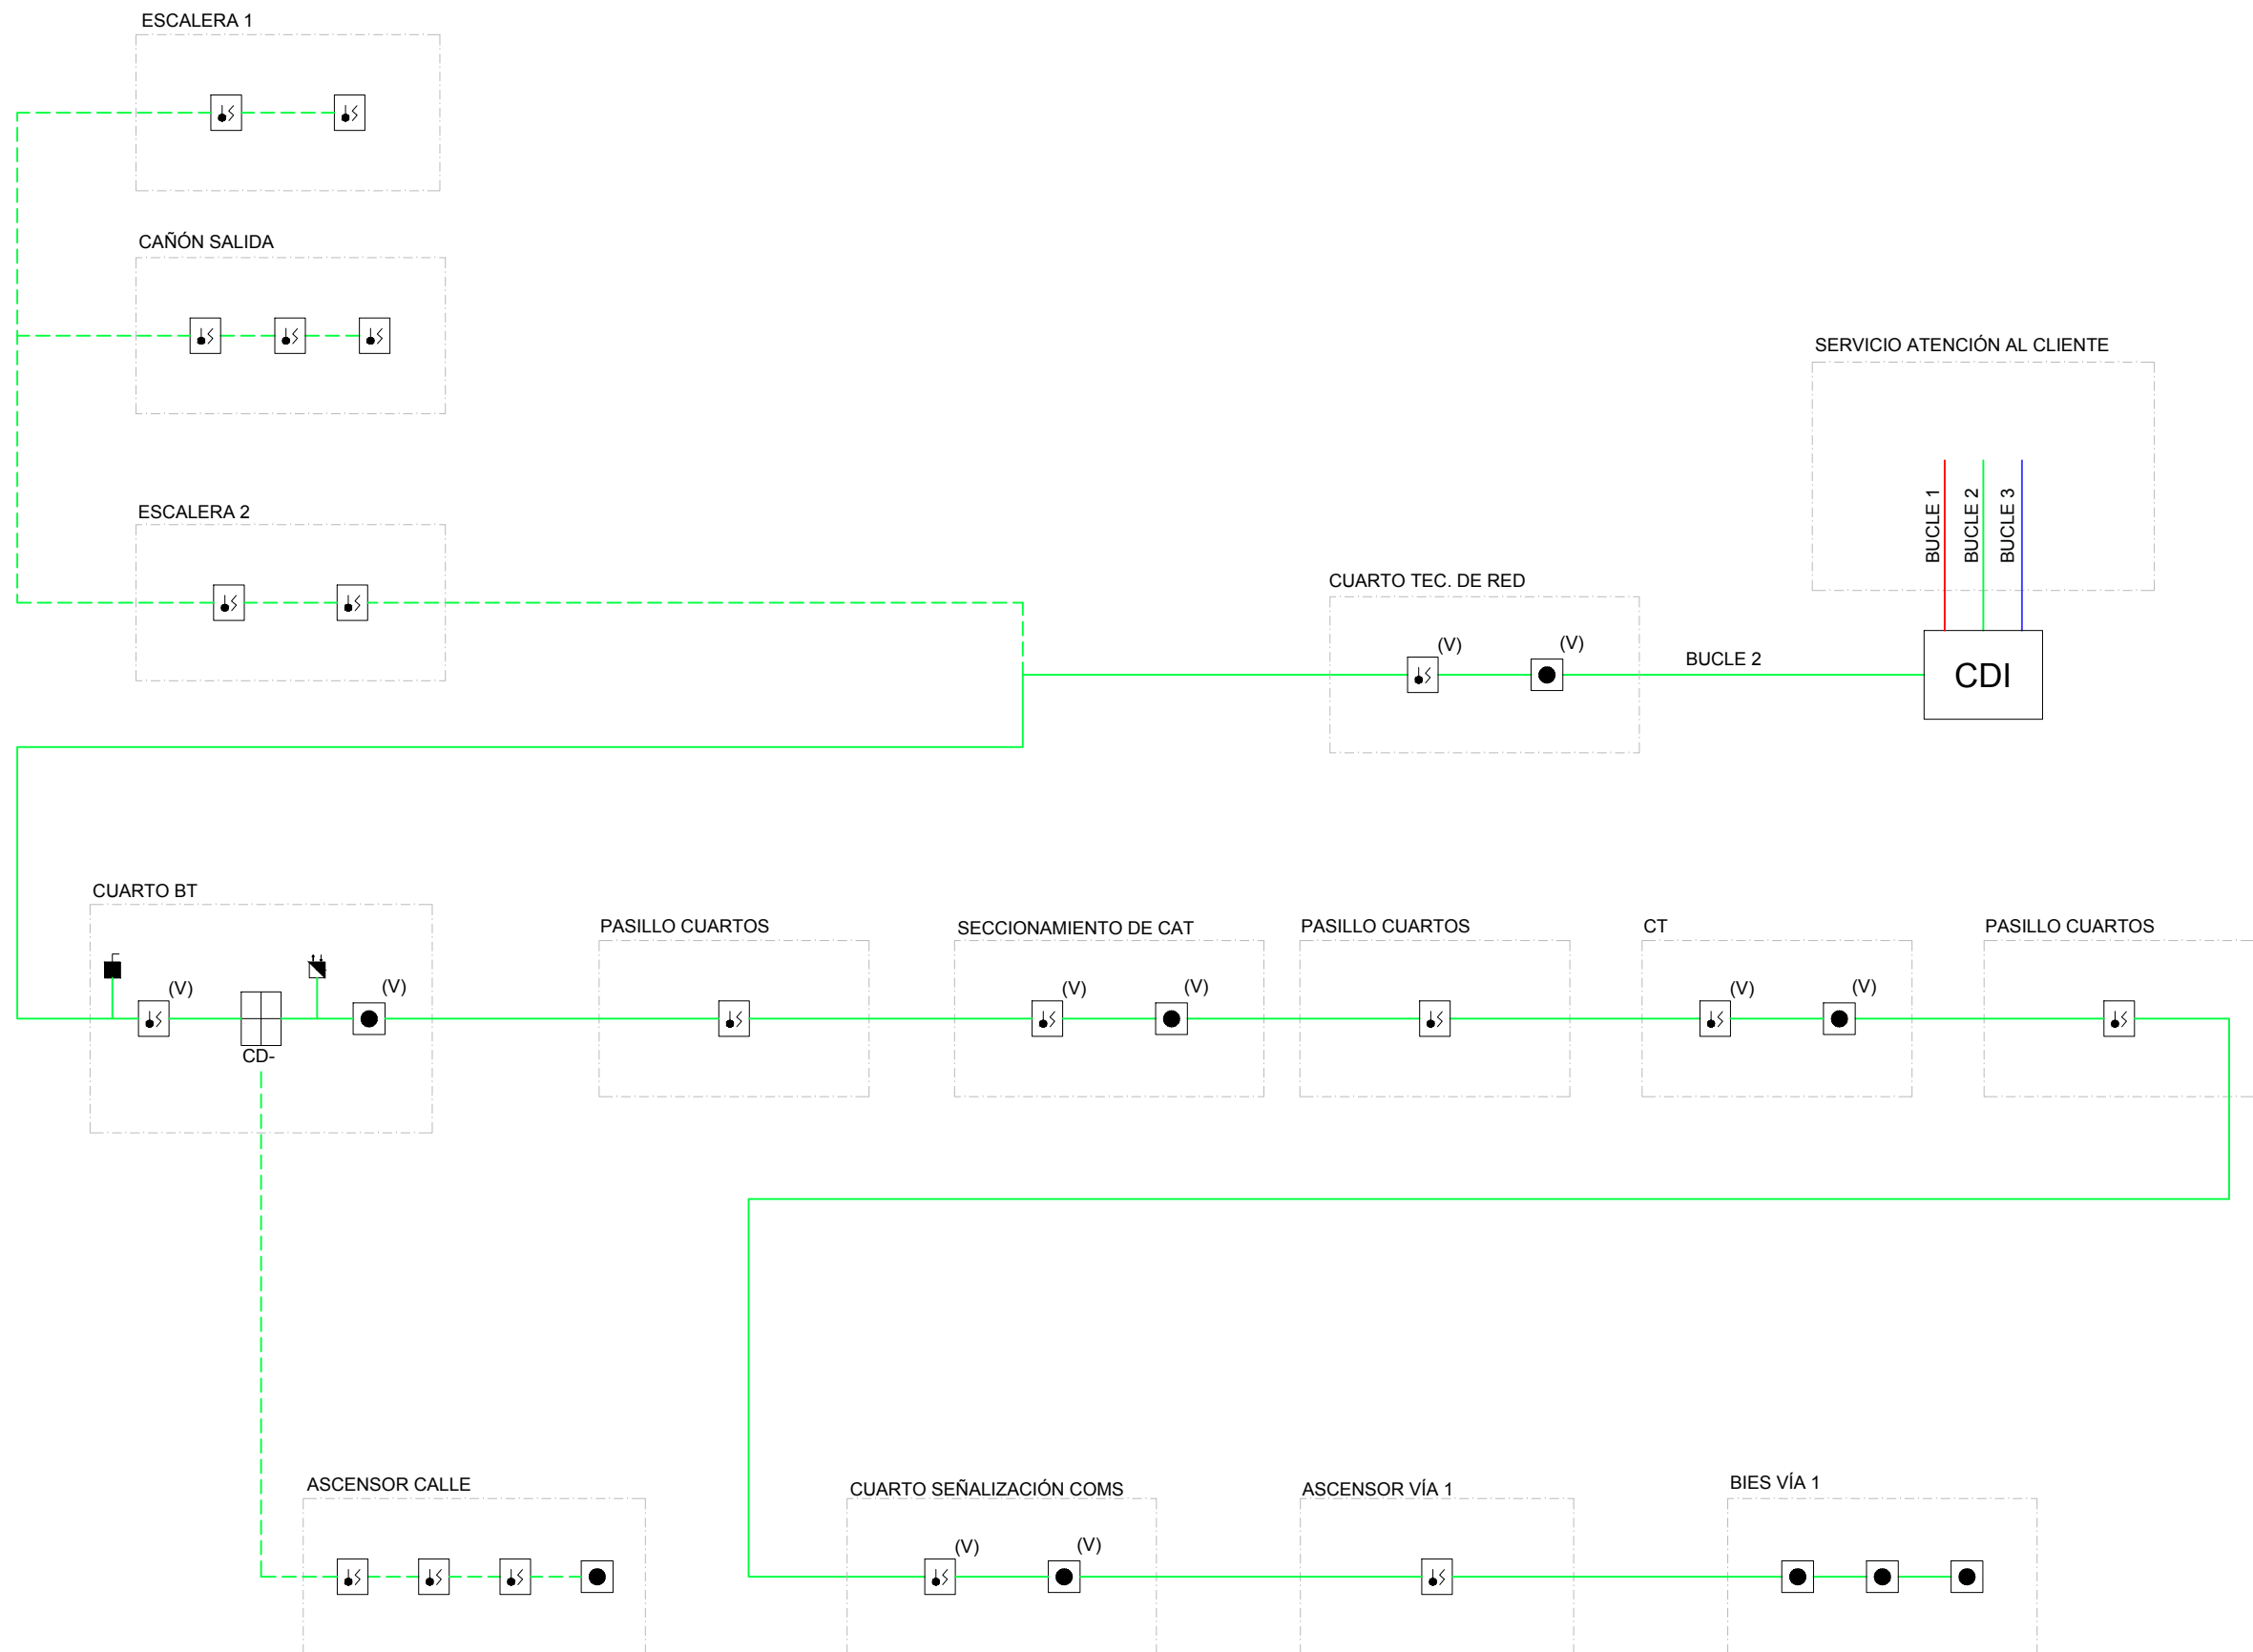 ESCALERA 1
CAÑÓN SALIDA
SERVICIO ATENCIÓN AL CLIENTE
BUCLE 1
BUCLE 2
BUCLE 3
ESCALERA 2
CUARTO TEC. DE RED
(V)
(V)
BUCLE 2
CDI
CUARTO BT
(V)
(V)
CD-
PASILLO CUARTOS
SECCIONAMIENTO DE CAT
(V)
(V)
PASILLO CUARTOS
CT
(V)
(V)
PASILLO CUARTOS
ASCENSOR CALLE
CUARTO SEÑALIZACIÓN COMS
(V)
(V)
ASCENSOR VÍA 1
BIES VÍA 1